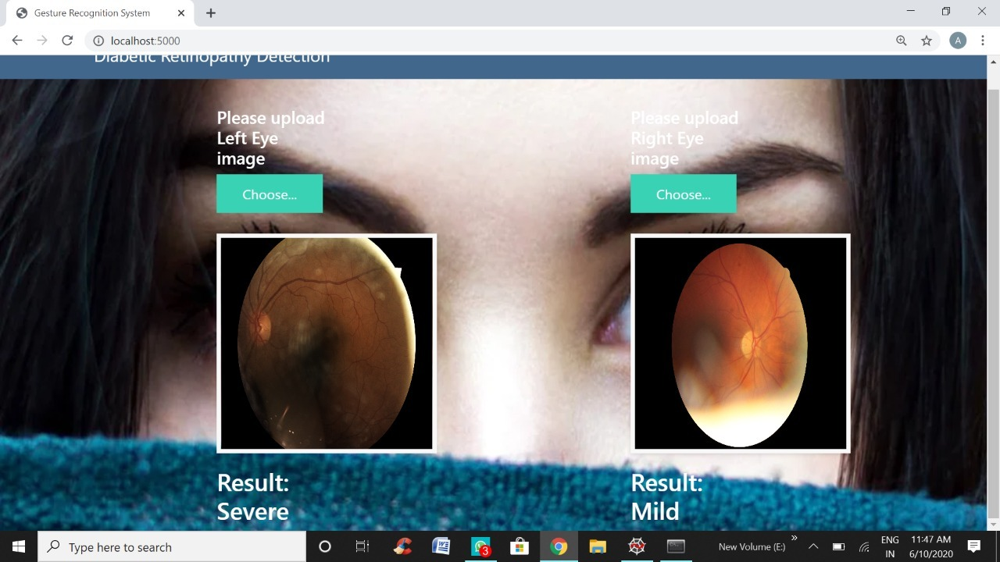 Gesture Recognition System
localhost:5000
A
Diabetic Retinopathy Detection
Please upload
Left Eye
image
Choose...
Please upload
Right Eye
image
Choose...
Result:
Severe
Result:
Mild
Type here to search
3
New Volume (E:)
ENG
IN
11:47 AM
6/10/2020